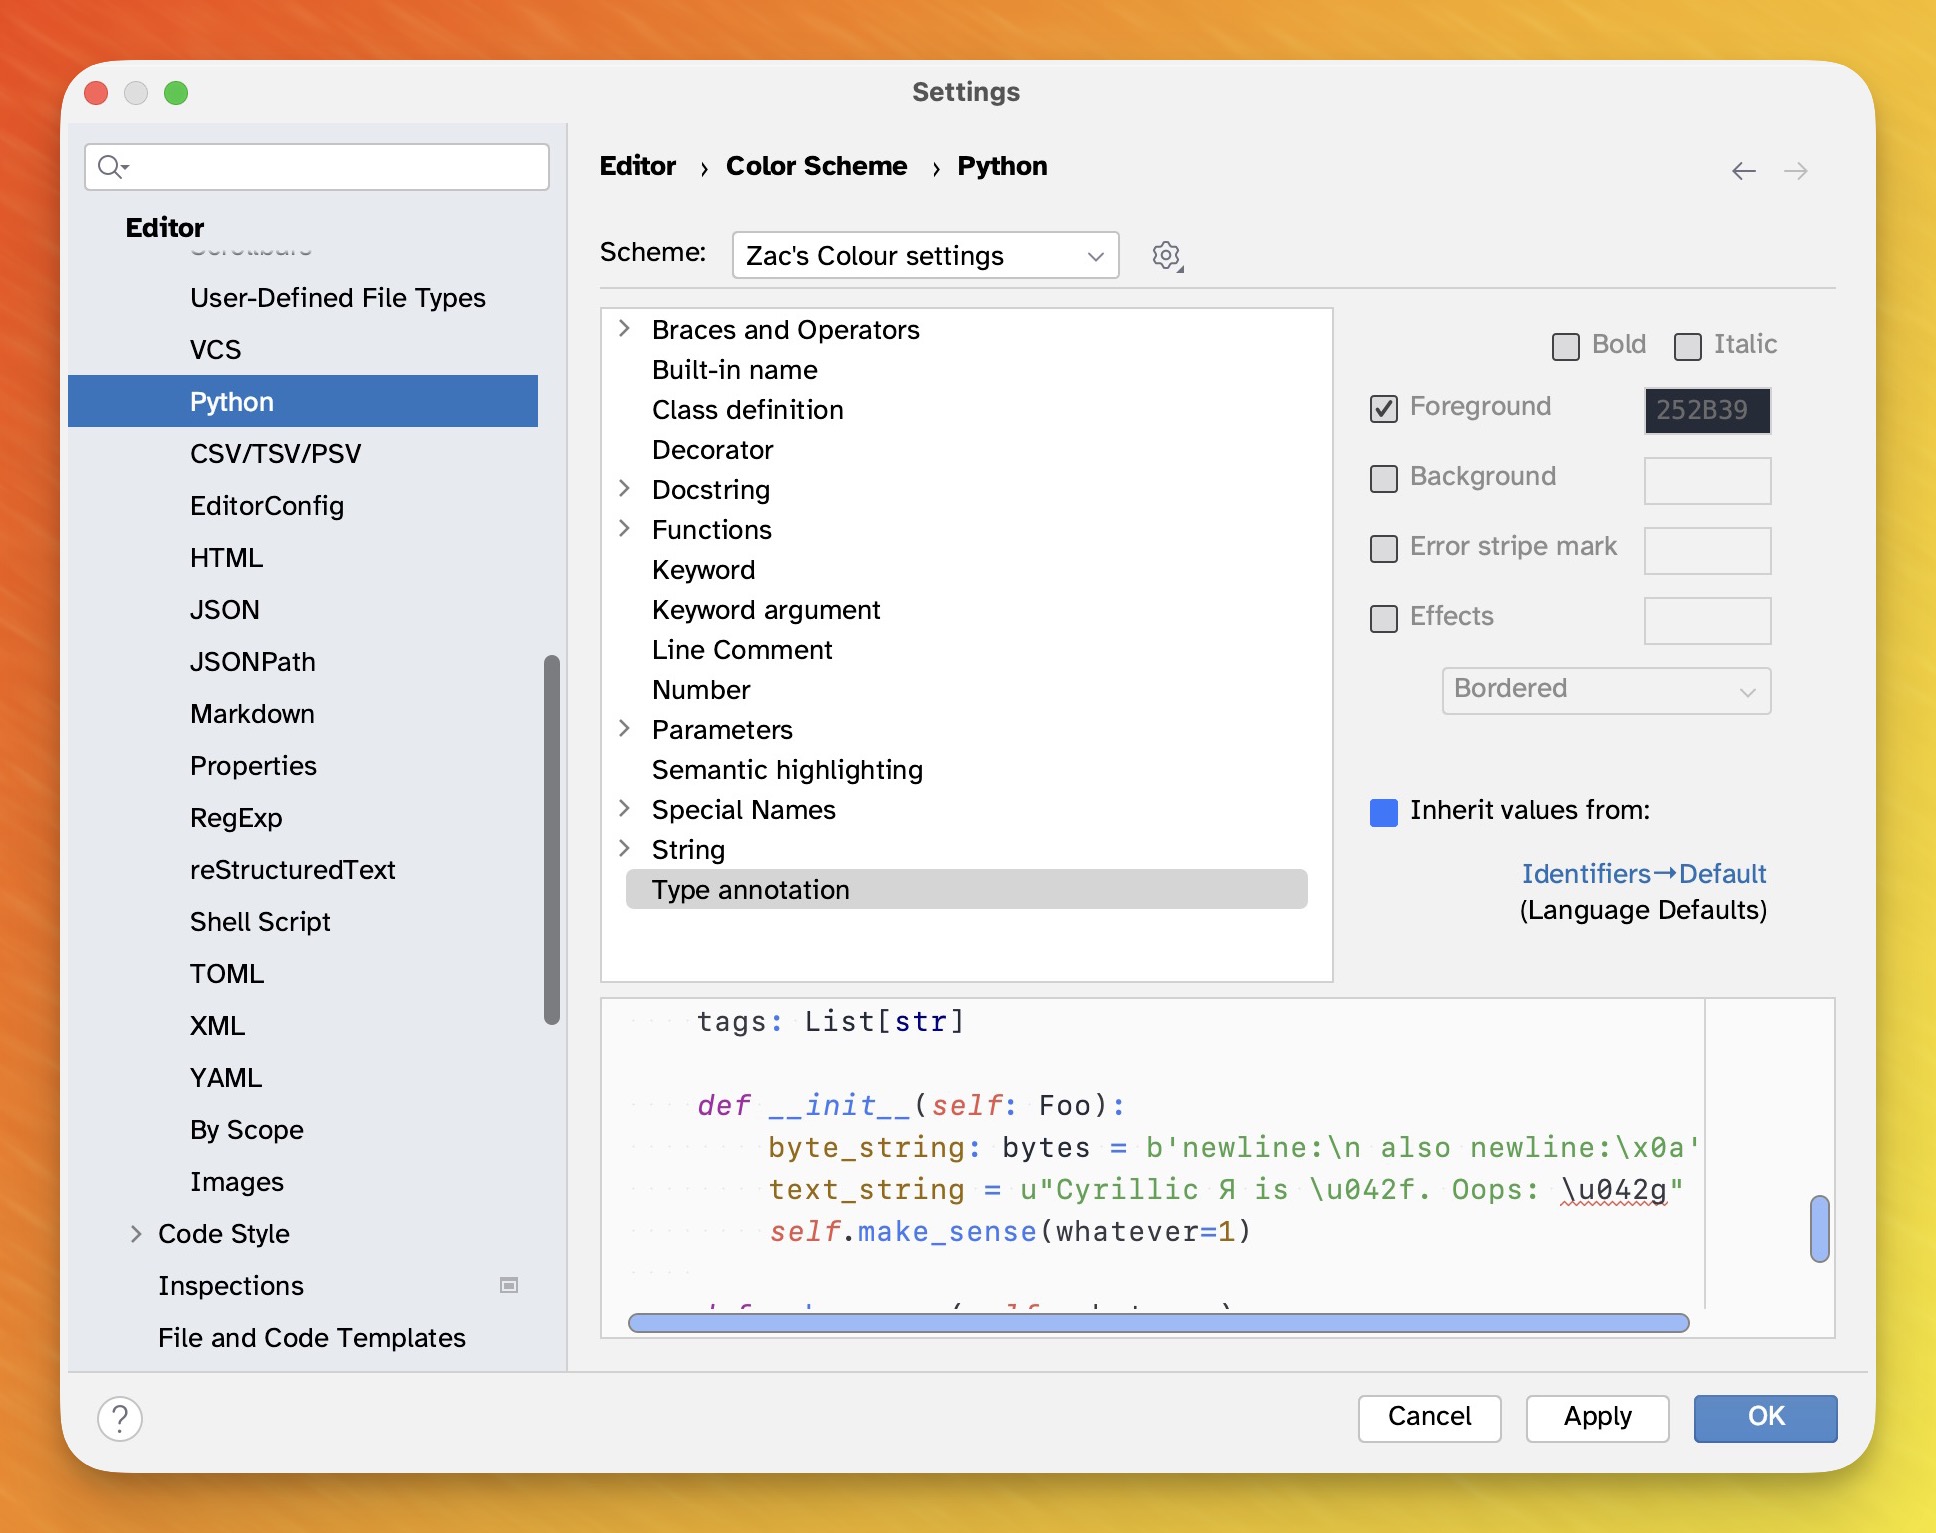 Settings
Editor
Scrollbars
User-Defined File Types
VCS
Python
CSV/TSV/PSV
EditorConfig
HTML
JSON
JSONPath
Markdown
Properties
RegExp
reStructuredText
Shell Script
TOML
XML
YAML
By Scope
Images
Code Style
Inspections
File and Code Templates
Editor › Color Scheme › Python
Scheme: Zac's Colour settings
Braces and Operators
Built-in name
Class definition
Decorator
Docstring
Functions
Keyword
Keyword argument
Line Comment
Number
Parameters
Semantic highlighting
Special Names
String
Type annotation
Bold Italic
Foreground 252B39
Background
Error stripe mark
Effects
Bordered
Inherit values from:
Identifiers→Default
(Language Defaults)
tags: List[str]
def __init__(self: Foo):
byte_string: bytes = b'newline:\n also newline:\x0a'
text_string = u"Cyrillic Я is \u042f. Oops: \u042g"
self.make_sense(whatever=1)
?
Cancel Apply OK